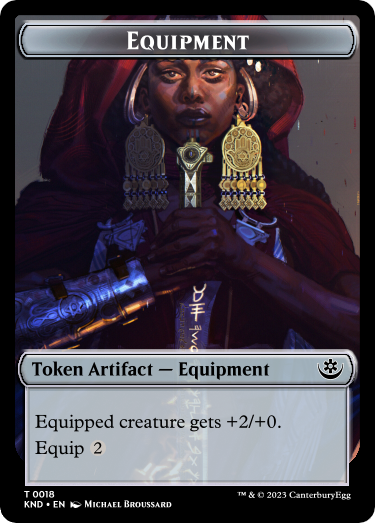 Equipment
Token Artifact — Equipment
Equipped creature gets +2/+0.
Equip 2
T 0018
KND • EN Michael Broussard
™ & © 2023 CanterburyEgg